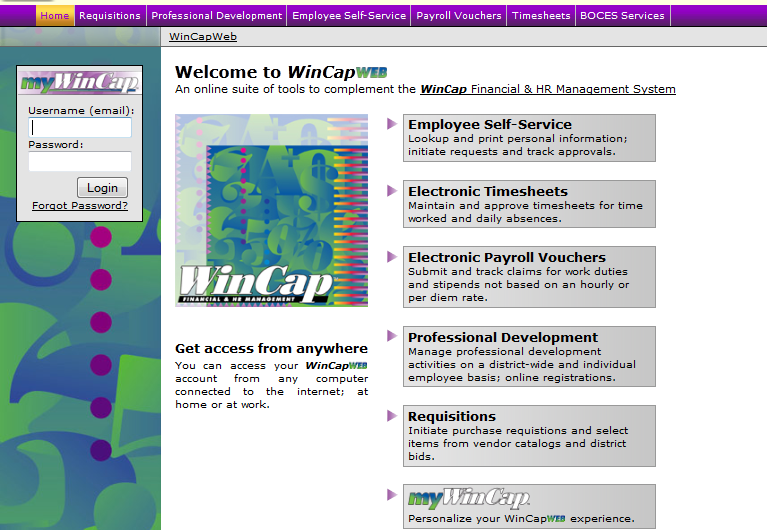 Home Requisitions Professional Development Employee Self-Service Payroll Vouchers Timesheets BOCES Services
WinCapWeb
myWinCap
Username (email):
Password:
Login
Forgot Password?
Welcome to WinCapWEB
An online suite of tools to complement the WinCap Financial & HR Management System
WinCap
FINANCIAL & HR MANAGEMENT
Get access from anywhere
You can access your WinCapWEB
account from any computer
connected to the internet; at
home or at work.
Employee Self-Service
Lookup and print personal information;
initiate requests and track approvals.
Electronic Timesheets
Maintain and approve timesheets for time
worked and daily absences.
Electronic Payroll Vouchers
Submit and track claims for work duties
and stipends not based on an hourly or
per diem rate.
Professional Development
Manage professional development
activities on a district-wide and individual
employee basis; online registrations.
Requisitions
Initiate purchase requistions and select
items from vendor catalogs and district
bids.
myWinCap
Personalize your WinCapWEB experience.